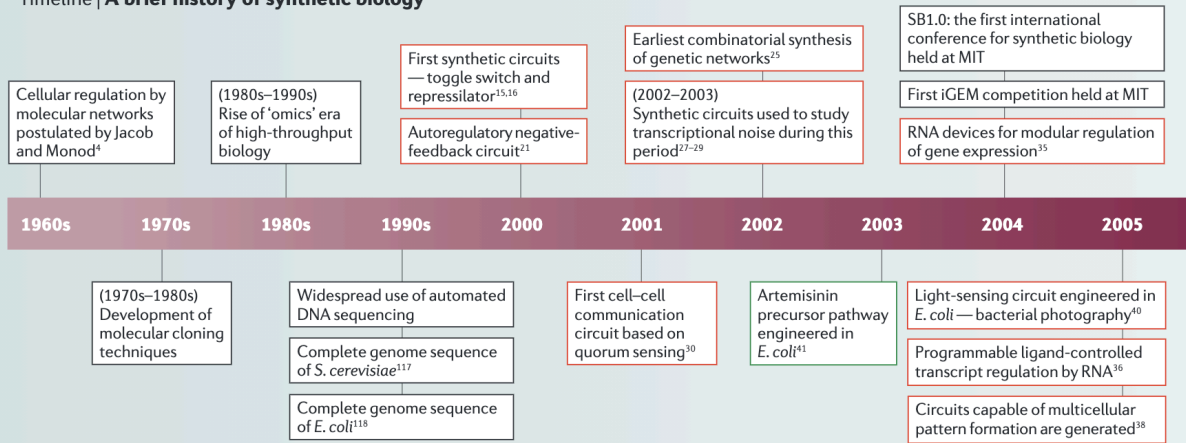 Timeline | A brief history of synthetic biology
Cellular regulation by
molecular networks
postulated by Jacob
and Monod4
(1980s–1990s)
Rise of ‘omics’ era
of high-throughput
biology
First synthetic circuits
— toggle switch and
repressilator15,16
Autoregulatory negative-
feedback circuit21
Earliest combinatorial synthesis
of genetic networks25
(2002–2003)
Synthetic circuits used to study
transcriptional noise during this
period27–29
SB1.0: the first international
conference for synthetic biology
held at MIT
First iGEM competition held at MIT
RNA devices for modular regulation
of gene expression35
1960s 1970s 1980s 1990s 2000 2001 2002 2003 2004 2005
(1970s–1980s)
Development of
molecular cloning
techniques
Widespread use of automated
DNA sequencing
Complete genome sequence
of S. cerevisiae117
Complete genome sequence
of E. coli118
First cell–cell
communication
circuit based on
quorum sensing30
Artemisinin
precursor pathway
engineered in
E. coli41
Light-sensing circuit engineered in
E. coli — bacterial photography40
Programmable ligand-controlled
transcript regulation by RNA36
Circuits capable of multicellular
pattern formation are generated38